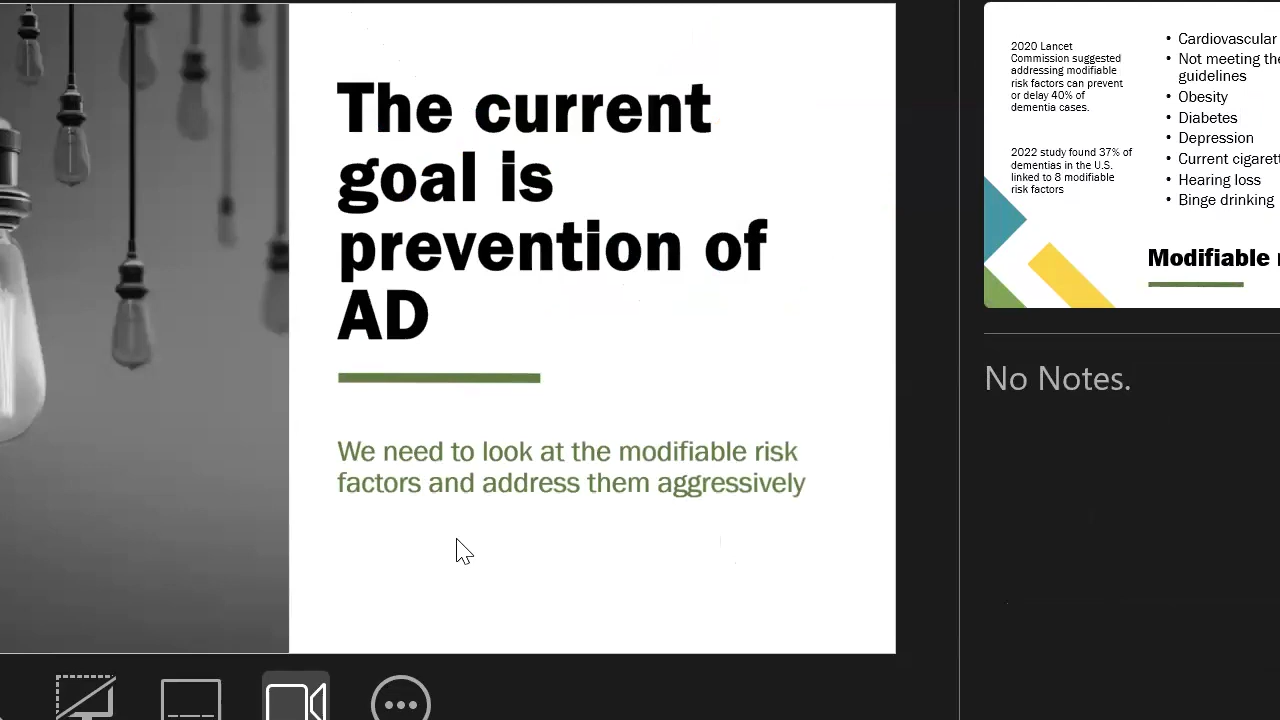 The current
goal is
prevention of
AD
We need to look at the modifiable risk
factors and address them aggressively
2020 Lancet
Commission suggested
addressing modifiable
risk factors can prevent
or delay 40% of
dementia cases.
2022 study found 37% of
dementias in the U.S.
linked to 8 modifiable
risk factors
• Cardiovascular
• Not meeting the
guidelines
• Obesity
• Diabetes
• Depression
• Current cigarett
• Hearing loss
• Binge drinking
Modifiable
No Notes.